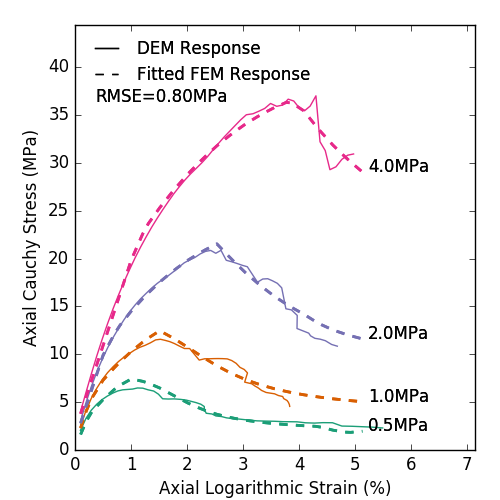 DEM Response
Fitted FEM Response
RMSE=0.80MPa
40
35
30
25
20
15
10
5
0
4.0MPa
2.0MPa
1.0MPa
0.5MPa
0 1 2 3 4 5 6 7
Axial Logarithmic Strain (%)
Axial Cauchy Stress (MPa)